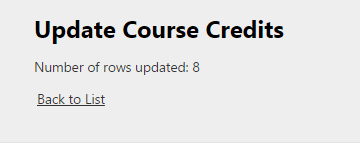 Update Course Credits
Number of rows updated: 8
Back to List